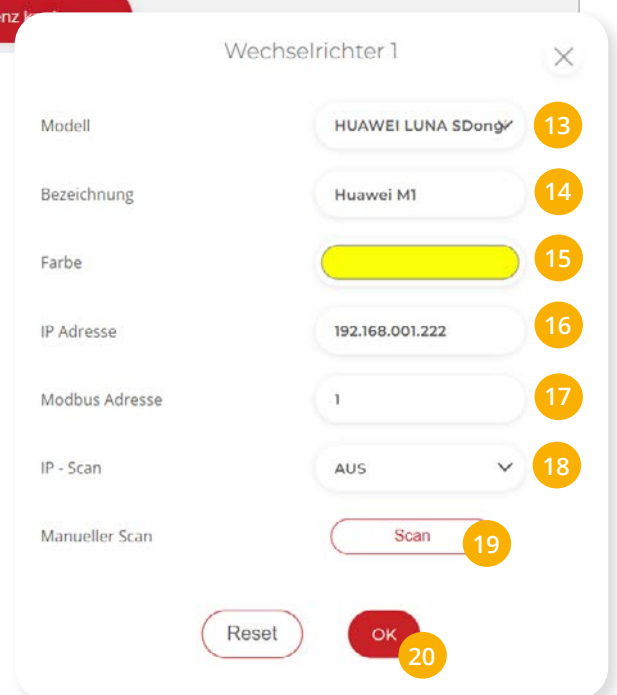 Wechselrichter 1
Modell HUAWEI LUNA SDong 13
Bezeichnung Huawei M1 14
Farbe 15
IP Adresse 192.168.001.222 16
Modbus Adresse 1 17
IP - Scan AUS 18
Manueller Scan Scan 19
Reset OK 20